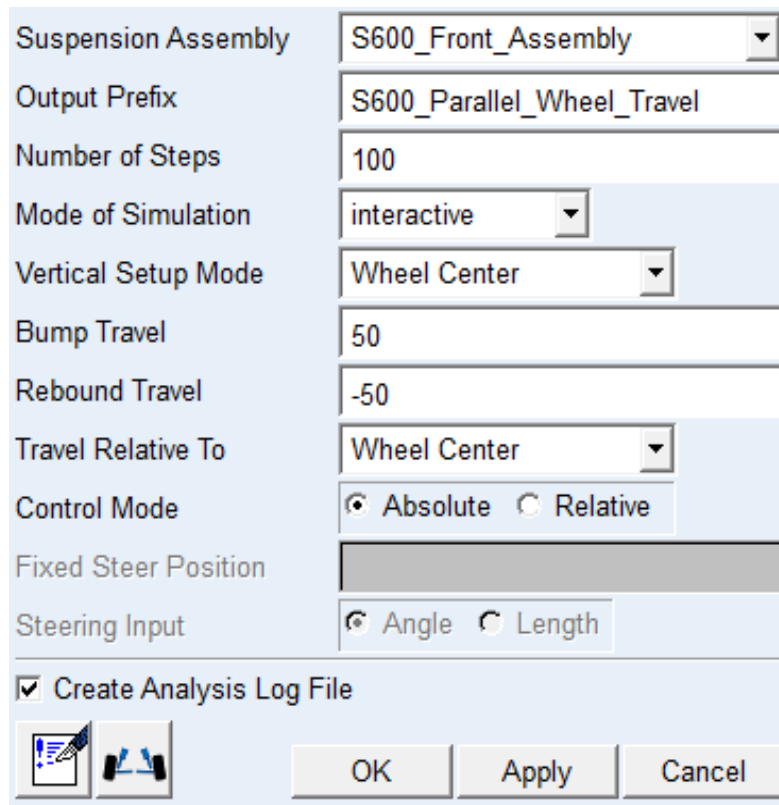 Suspension Assembly S600_Front_Assembly
Output Prefix S600_Parallel_Wheel_Travel
Number of Steps 100
Mode of Simulation interactive
Vertical Setup Mode Wheel Center
Bump Travel 50
Rebound Travel -50
Travel Relative To Wheel Center
Control Mode Absolute Relative
Fixed Steer Position
Steering Input Angle Length
Create Analysis Log File
OK Apply Cancel